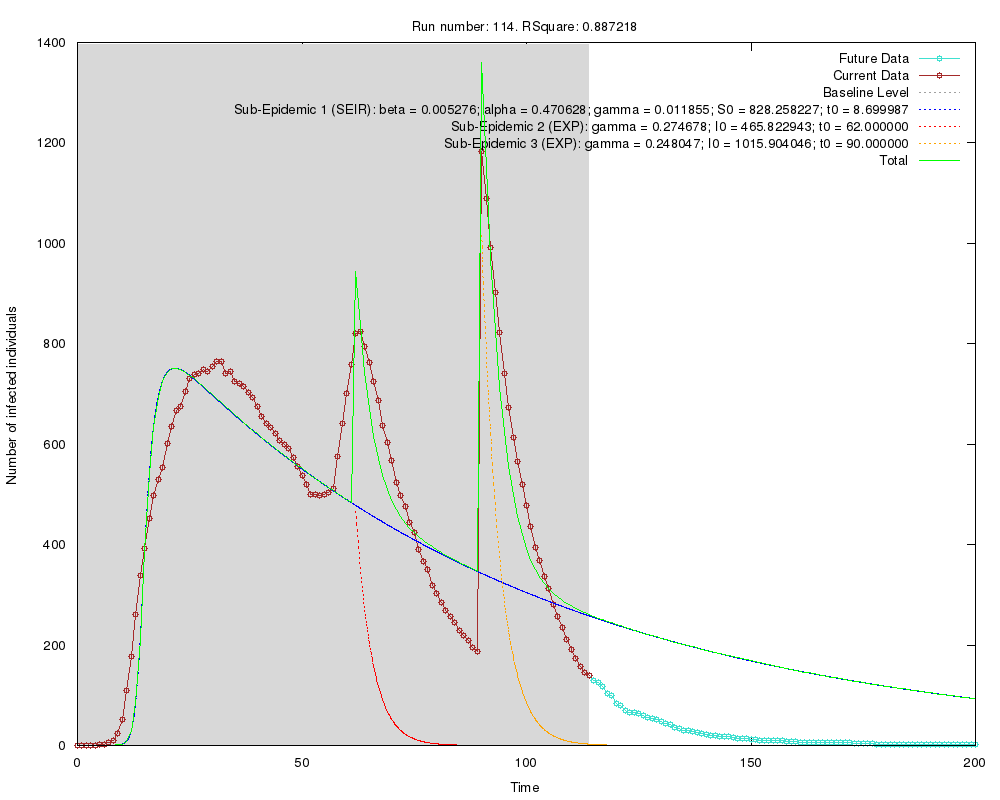 Run number: 114. RSquare: 0.887218
1400
1200
1000
800
600
400
200
0
Number of infected individuals
Future Data
Current Data
Baseline Level
Sub-Epidemic 1 (SEIR): beta = 0.005276; alpha = 0.470628; gamma = 0.011855; S0 = 828.258227; t0 = 8.699987
Sub-Epidemic 2 (EXP): gamma = 0.274678; I0 = 465.822943; t0 = 62.000000
Sub-Epidemic 3 (EXP): gamma = 0.248047; I0 = 1015.904046; t0 = 90.000000
Total
0 50 100 150 200
Time